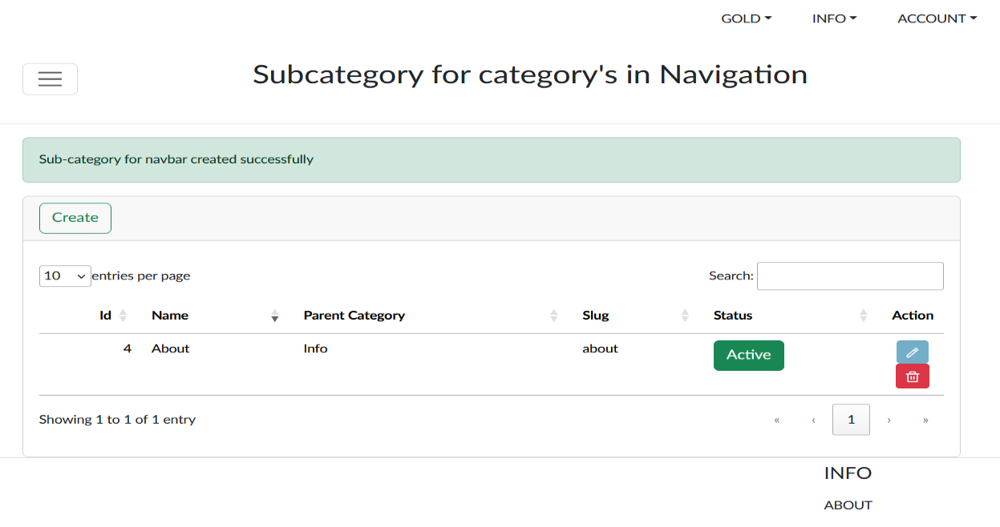 GOLD INFO ACCOUNT
Subcategory for category's in Navigation
Sub-category for navbar created successfully
Create
10 entries per page Search:
Id Name Parent Category Slug Status Action
4 About Info about Active
Showing 1 to 1 of 1 entry « ‹ 1 › »
INFO
ABOUT